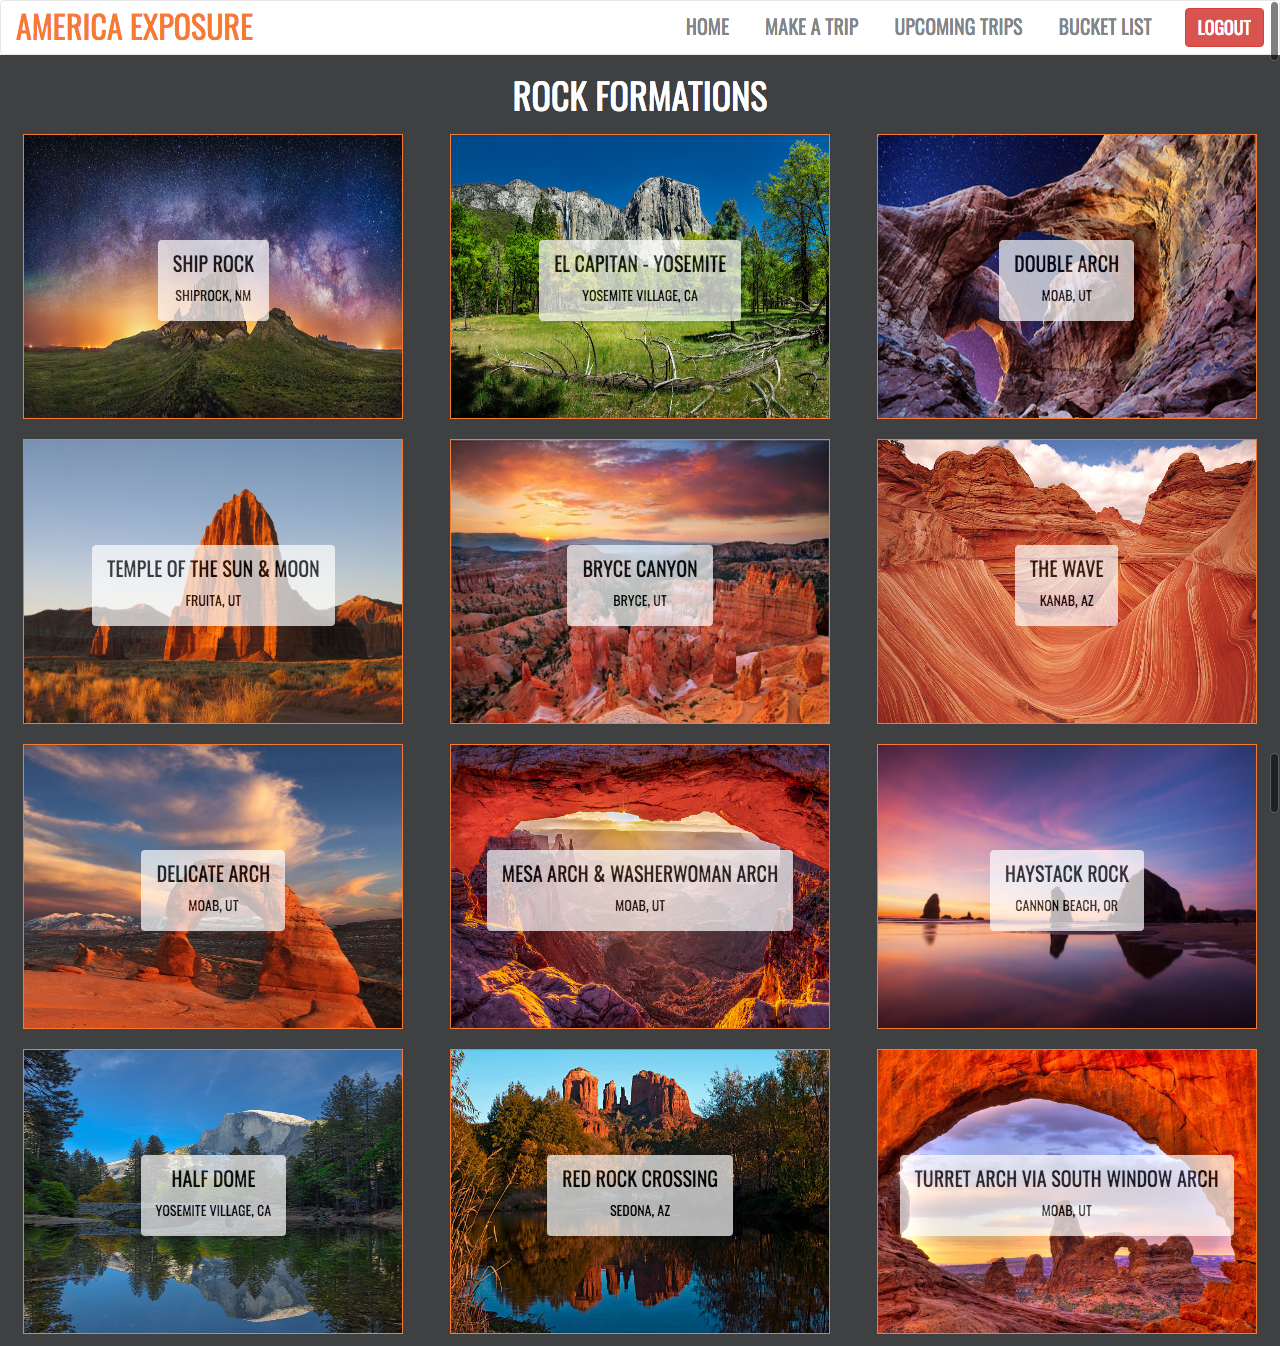 AMERICA EXPOSURE
HOME MAKE A TRIP UPCOMING TRIPS BUCKET LIST LOGOUT
ROCK FORMATIONS
SHIP ROCK
SHIPROCK, NM
EL CAPITAN - YOSEMITE
YOSEMITE VILLAGE, CA
DOUBLE ARCH
MOAB, UT
TEMPLE OF THE SUN & MOON
FRUITA, UT
BRYCE CANYON
BRYCE, UT
THE WAVE
KANAB, AZ
DELICATE ARCH
MOAB, UT
MESA ARCH & WASHERWOMAN ARCH
MOAB, UT
HAYSTACK ROCK
CANNON BEACH, OR
HALF DOME
YOSEMITE VILLAGE, CA
RED ROCK CROSSING
SEDONA, AZ
TURRET ARCH VIA SOUTH WINDOW ARCH
MOAB, UT